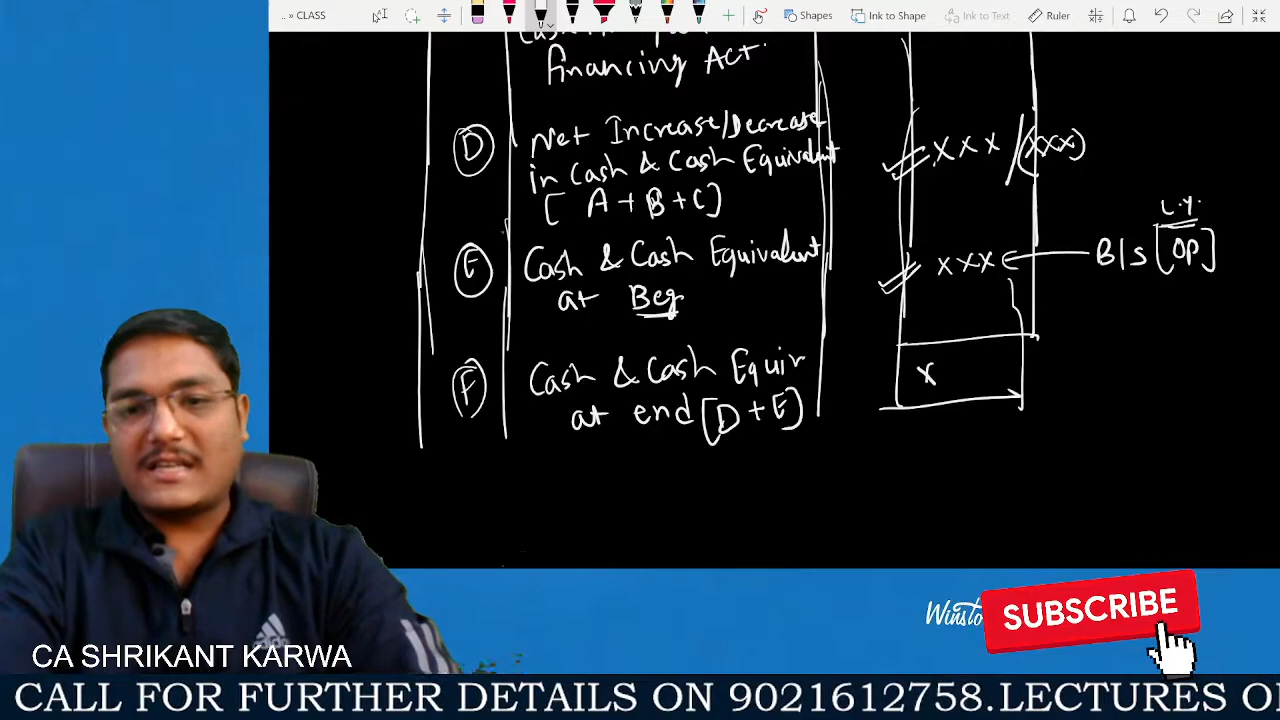 .. » CLASS
Shapes
Ink to Shape
Ink to Text
Ruler
Financing Act.
D
Net Increase/Decrease
in Cash & Cash Equivalent
[ A + B + C ]
XXX / (XXX)
E
Cash & Cash Equivalent
at Beg
XXX
B/S [OP]
L.Y.
F
Cash & Cash Equiv
at end [D + E]
X
SUBSCRIBE
CA SHRIKANT KARWA
CALL FOR FURTHER DETAILS ON 9021612758.LECTURES